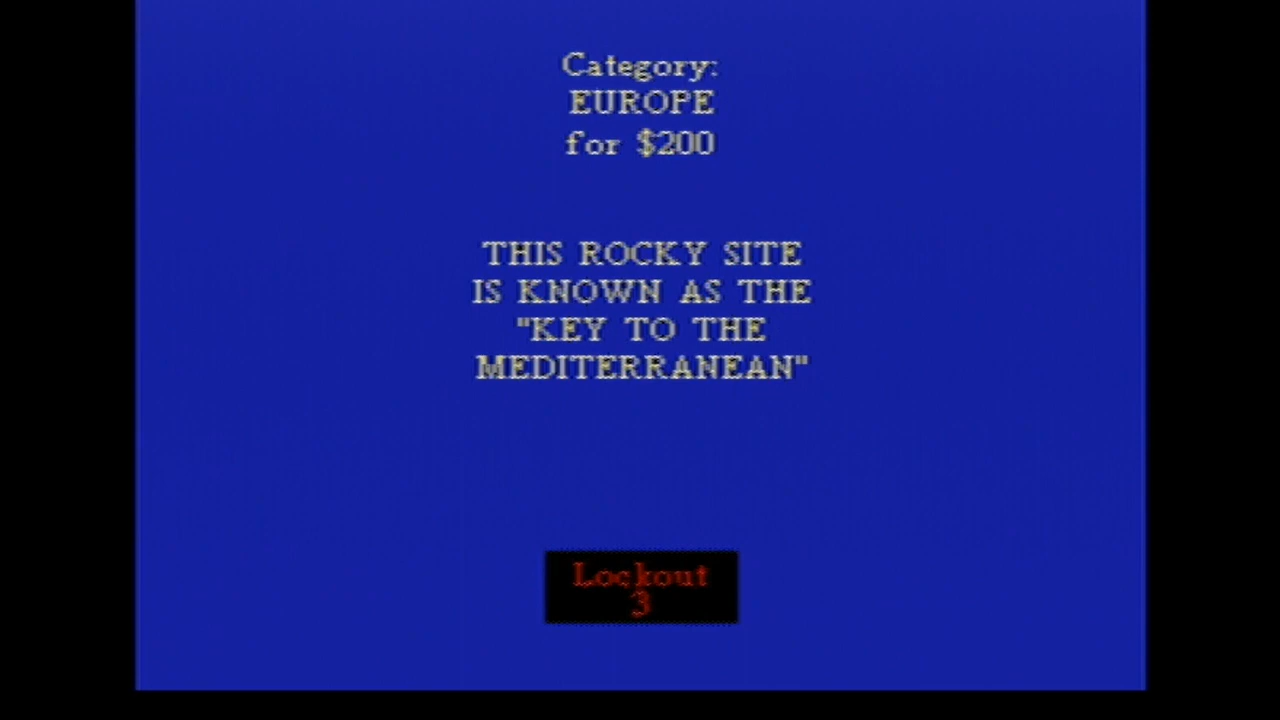 Category:
EUROPE
for $200
THIS ROCKY SITE
IS KNOWN AS THE
"KEY TO THE
MEDITERRANEAN"
Lockout
3